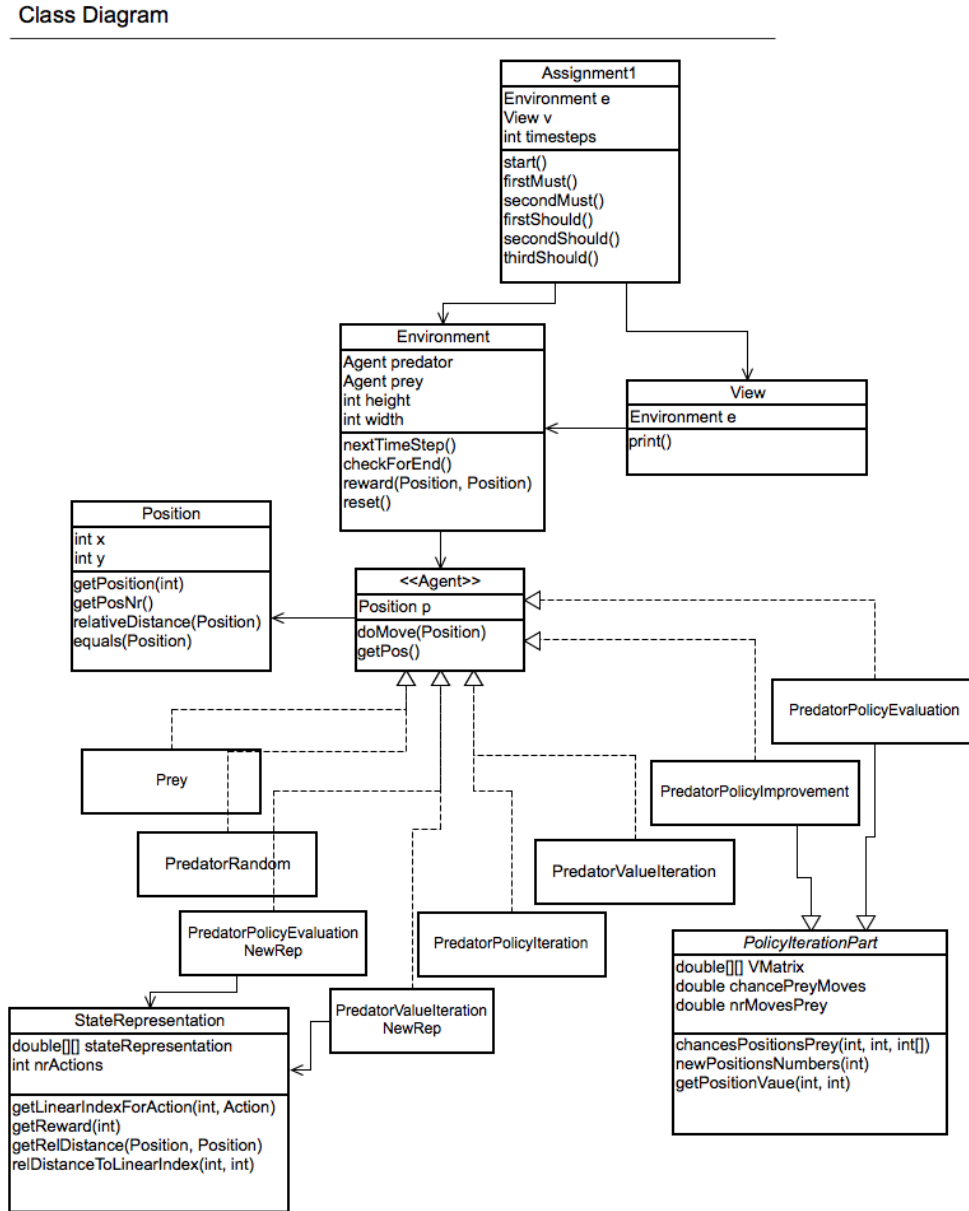 Class Diagram
Assignment1
Environment e
View v
int timesteps
start()
firstMust()
secondMust()
firstShould()
secondShould()
thirdShould()
Environment
Agent predator
Agent prey
int height
int width
nextTimeStep()
checkForEnd()
reward(Position, Position)
reset()
View
Environment e
print()
Position
int x
int y
getPosition(int)
getPosNr()
relativeDistance(Position)
equals(Position)
<<Agent>>
Position p
doMove(Position)
getPos()
PredatorPolicyEvaluation
Prey
PredatorPolicyImprovement
PredatorRandom
PredatorValueIteration
PredatorPolicyEvaluation
NewRep
PredatorPolicyIteration
PolicyIterationPart
double[][] VMatrix
double chancePreyMoves
double nrMovesPrey
chancesPositionsPrey(int, int, int[])
newPositionsNumbers(int)
getPositionVaue(int, int)
PredatorValueIteration
NewRep
StateRepresentation
double[][] stateRepresentation
int nrActions
getLinearIndexForAction(int, Action)
getReward(int)
getRelDistance(Position, Position)
relDistanceToLinearIndex(int, int)